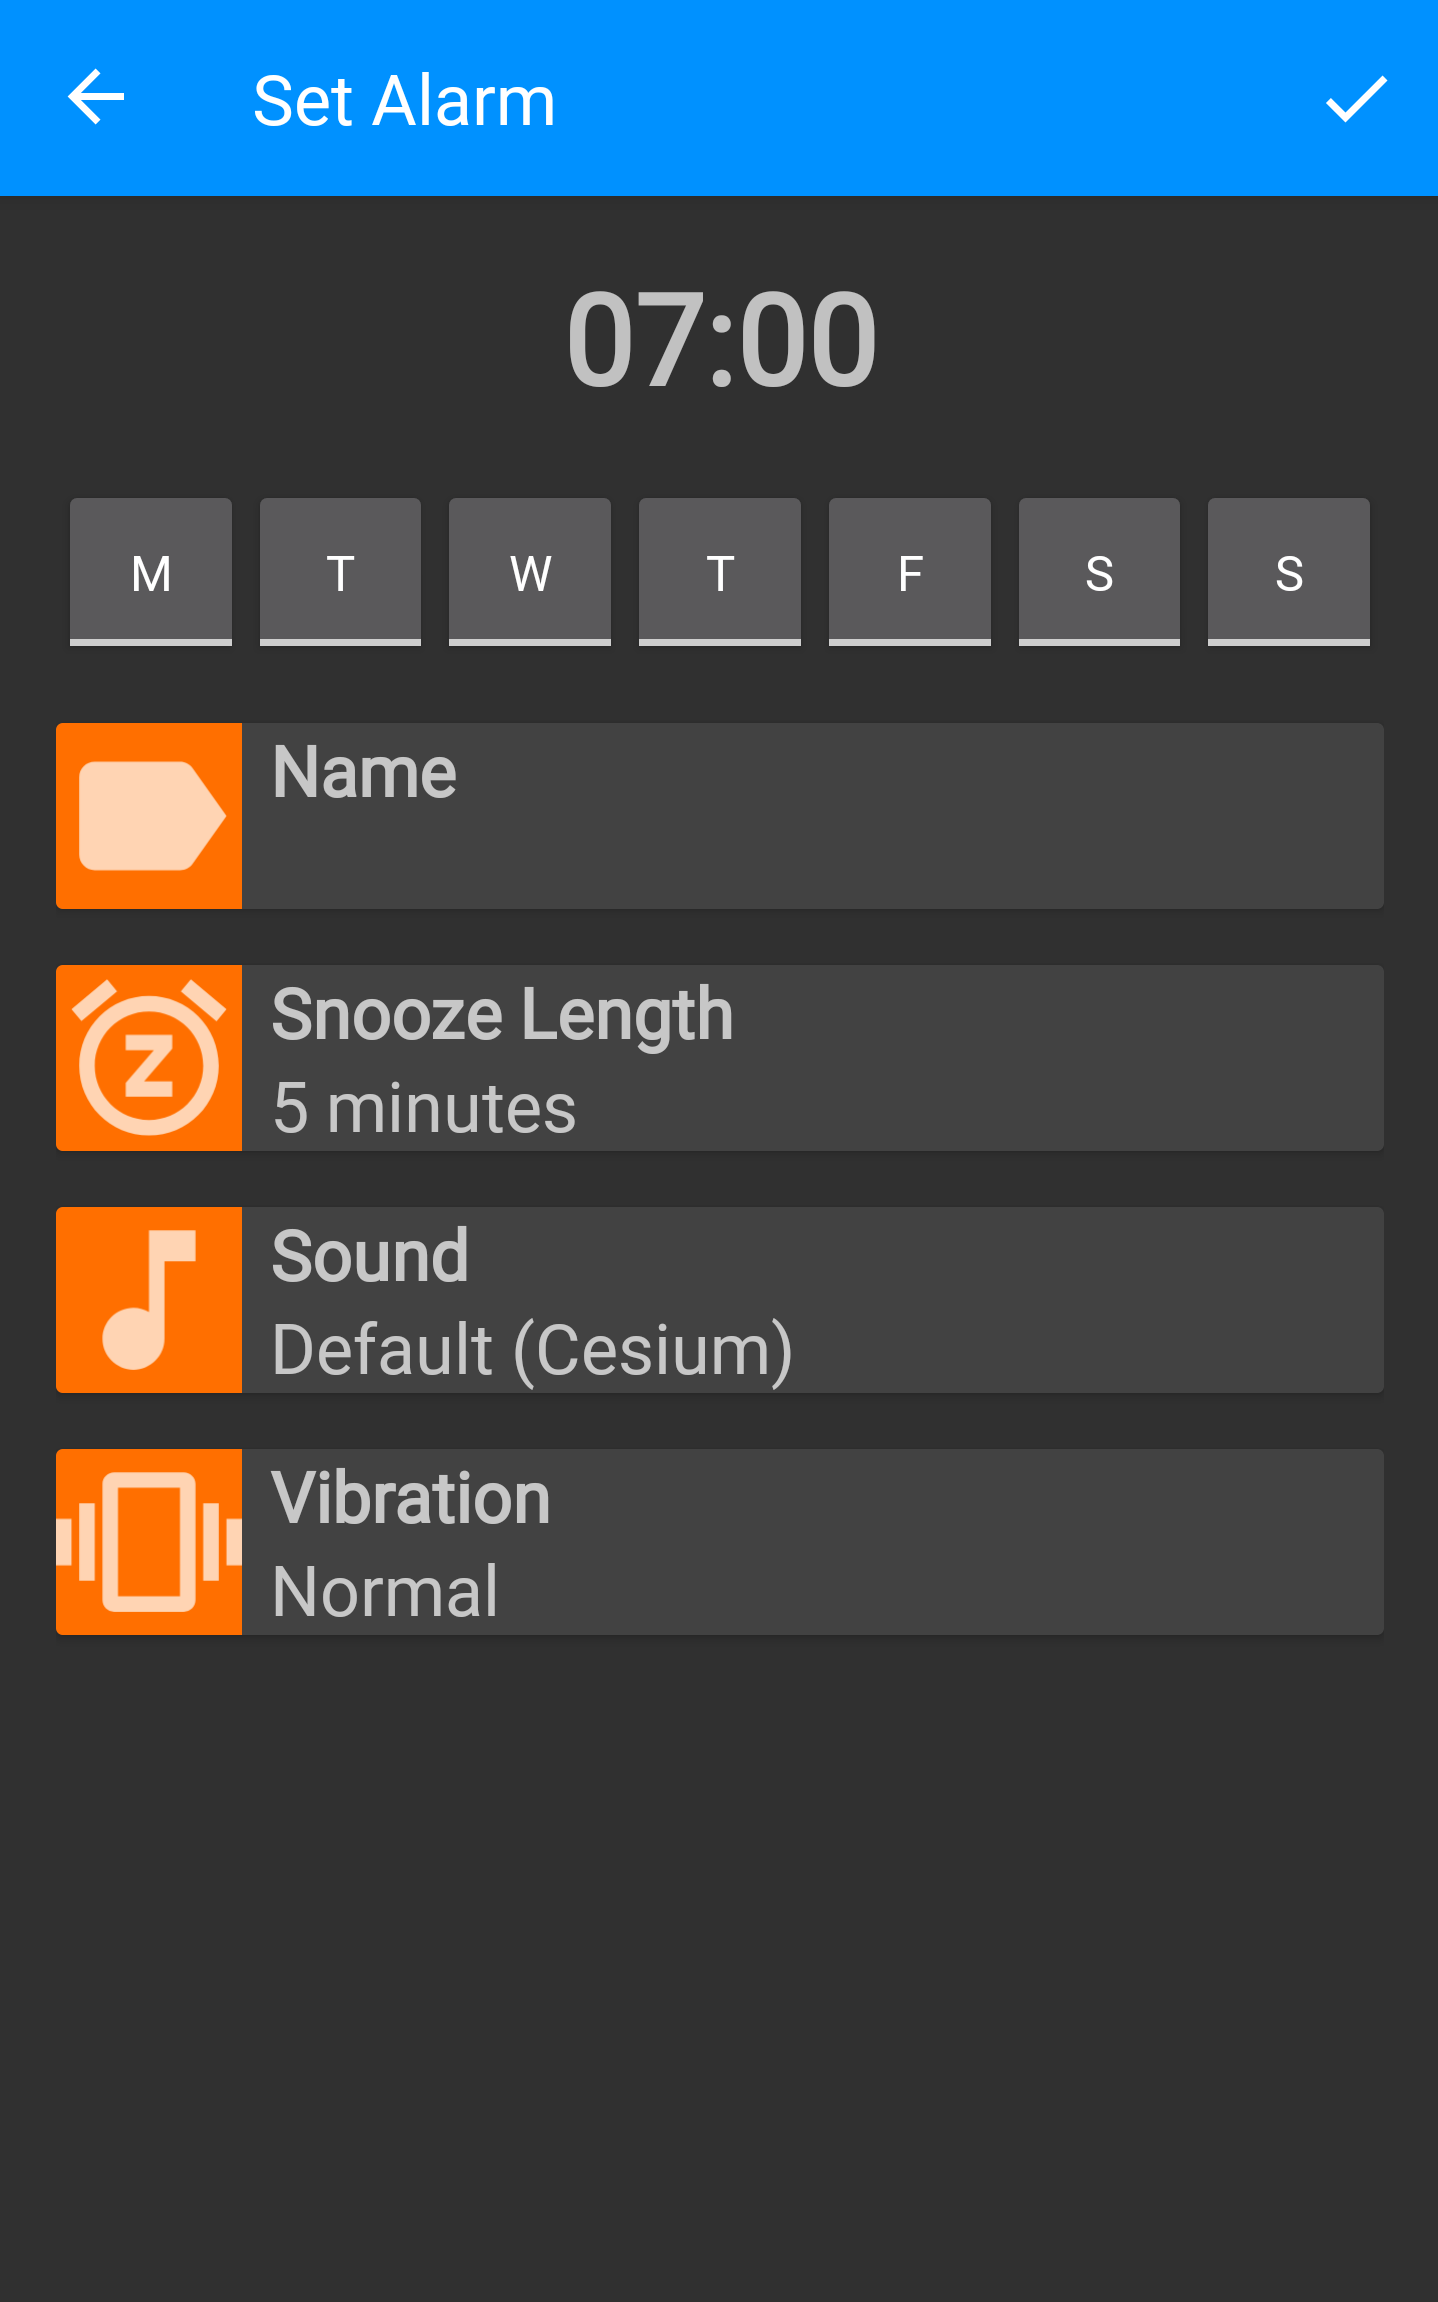 Set Alarm
07:00
M T W T F S S
Name
Snooze Length
5 minutes
Sound
Default (Cesium)
Vibration
Normal